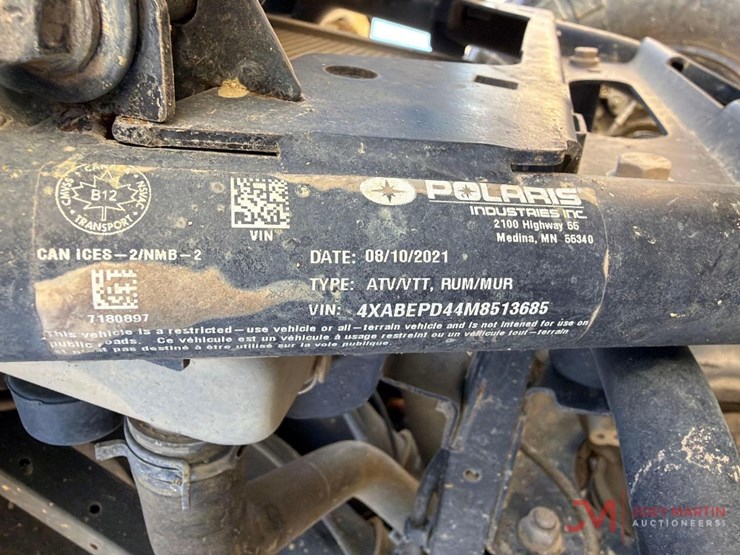 CANADA
B12
TRANSPORT
VIN
POLARIS
INDUSTRIES INC.
2100 Highway 55
Medina, MN 55340
CAN ICES-2/NMB-2
DATE: 08/10/2021
TYPE: ATV/VTT, RUM/MUR
VIN: 4XABEPD44M8513685
7180897
This vehicle is a restricted-use vehicle or all-terrain vehicle and is not intened for use on
public roads. Ce véhicule est un véhicule à usage restreint ou un véhicule tout-terrain
et n'est pas destiné à être utilisé sur la voie publique.
JEFF MARTIN
AUCTIONEERS